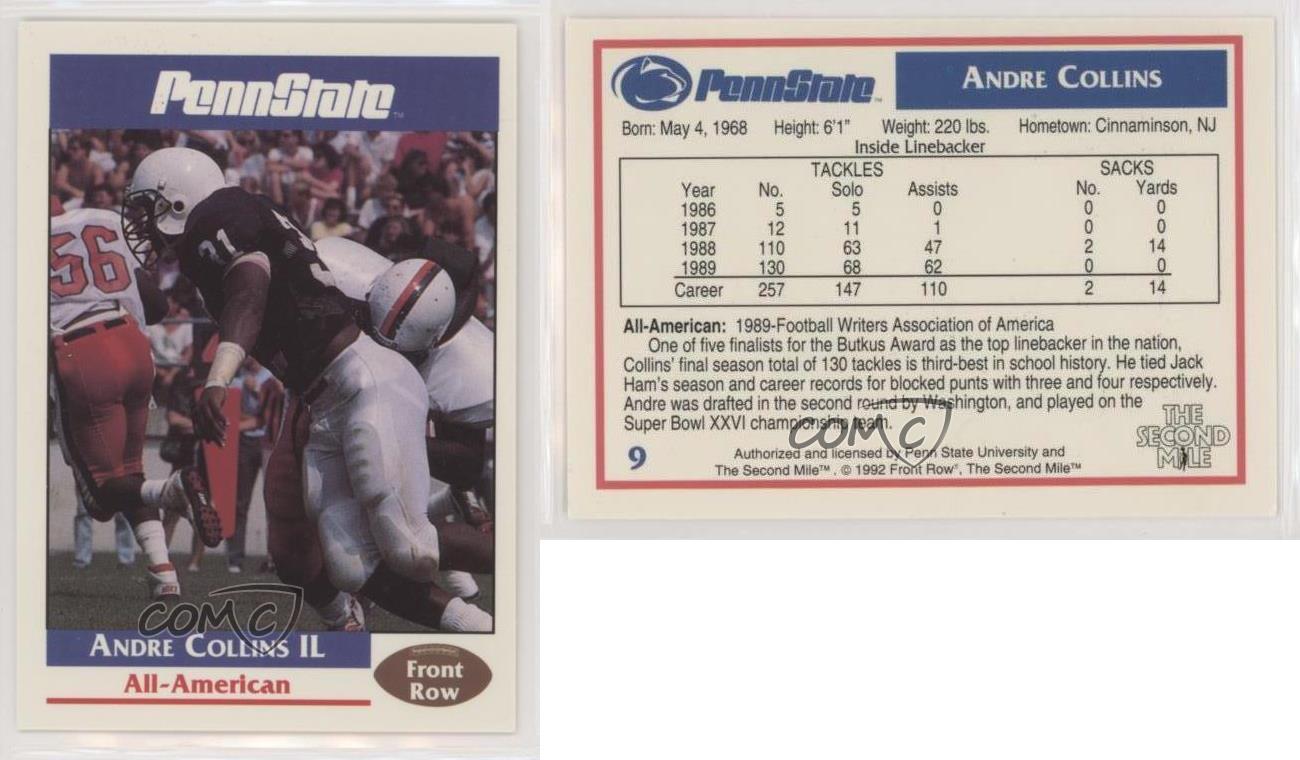 PennState™
56
31
COMC
ANDRE COLLINS IL
All-American
Front
Row
PennState™
ANDRE COLLINS
Born: May 4, 1968 Height: 6'1" Weight: 220 lbs. Hometown: Cinnaminson, NJ
Inside Linebacker
TACKLES SACKS
Year No. Solo Assists No. Yards
1986 5 5 0 0 0
1987 12 11 1 0 0
1988 110 63 47 2 14
1989 130 68 62 0 0
Career 257 147 110 2 14
All-American: 1989-Football Writers Association of America
One of five finalists for the Butkus Award as the top linebacker in the nation,
Collins' final season total of 130 tackles is third-best in school history. He tied Jack
Ham's season and career records for blocked punts with three and four respectively.
Andre was drafted in the second round by Washington, and played on the
Super Bowl XXVI championship team.
COMC
THE
SECOND
MILE
9
Authorized and licensed by Penn State University and
The Second Mile™, © 1992 Front Row®, The Second Mile™